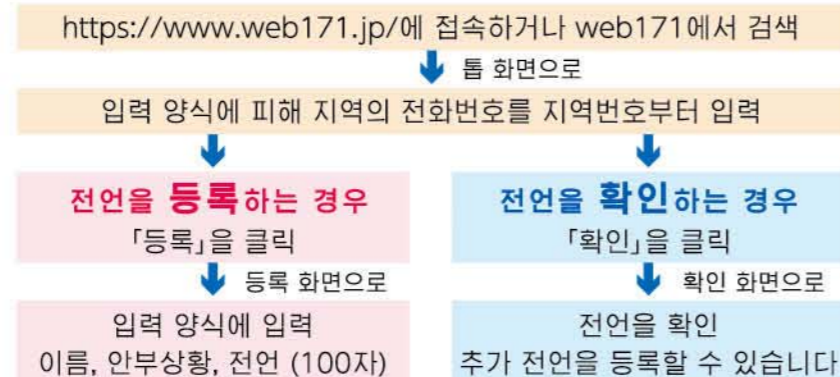 https://www.web171.jp/에 접속하거나 web171에서 검색
톱 화면으로
입력 양식에 피해 지역의 전화번호를 지역번호부터 입력
전언을 등록하는 경우
「등록」을 클릭
등록 화면으로
입력 양식에 입력
이름, 안부상황, 전언 (100자)
전언을 확인하는 경우
「확인」을 클릭
확인 화면으로
전언을 확인
추가 전언을 등록할 수 있습니다